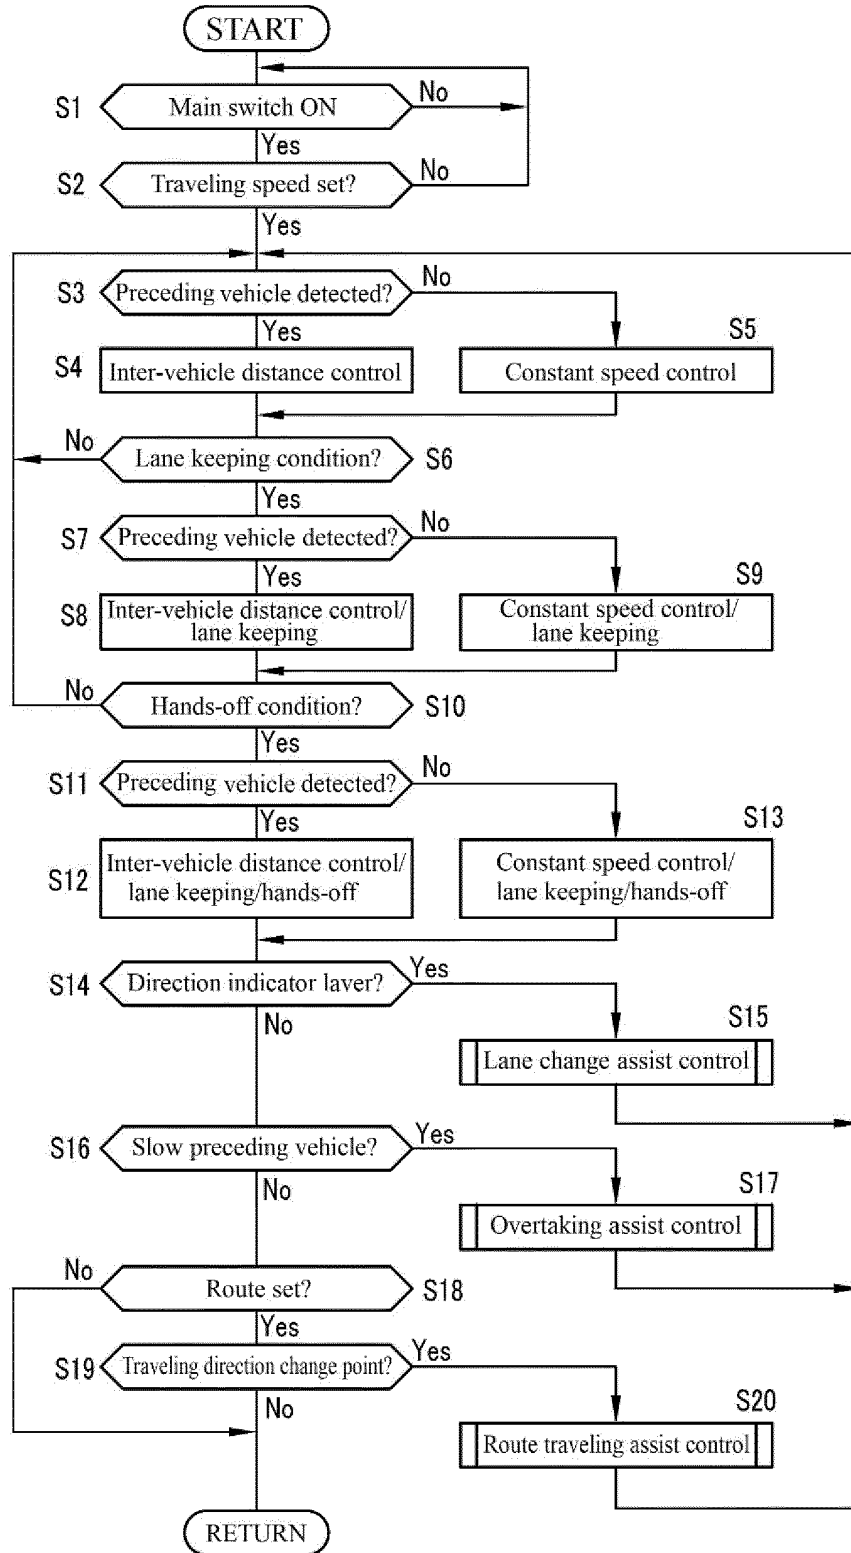 START
S1
Main switch ON
No
Yes
S2
Traveling speed set?
No
Yes
S3
Preceding vehicle detected?
No
Yes
S4
Inter-vehicle distance control
S5
Constant speed control
No
Lane keeping condition?
S6
Yes
S7
Preceding vehicle detected?
No
Yes
S8
Inter-vehicle distance control/
lane keeping
S9
Constant speed control/
lane keeping
No
Hands-off condition?
S10
Yes
S11
Preceding vehicle detected?
No
Yes
S12
Inter-vehicle distance control/
lane keeping/hands-off
S13
Constant speed control/
lane keeping/hands-off
S14
Direction indicator laver?
Yes
No
S15
Lane change assist control
S16
Slow preceding vehicle?
Yes
No
S17
Overtaking assist control
No
Route set?
S18
Yes
S19
Traveling direction change point?
Yes
No
S20
Route traveling assist control
RETURN